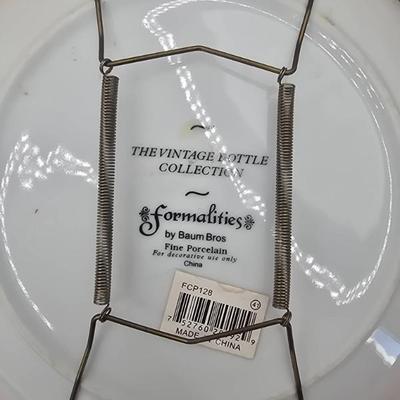 ~
THE VINTAGE BOTTLE
COLLECTION
~
formalities
by Baum Bros
Fine Porcelain
For decorative use only
China
FCP128
49
MADE IN CHINA